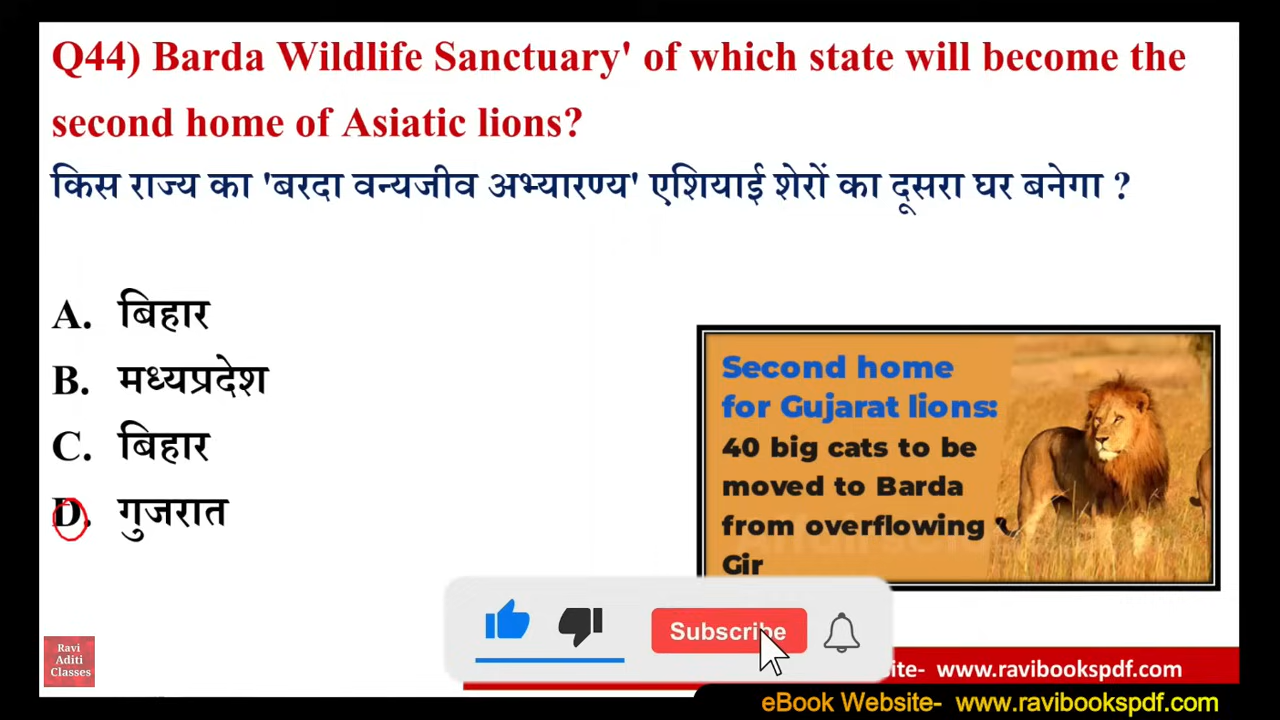 Q44) Barda Wildlife Sanctuary' of which state will become the
second home of Asiatic lions?
किस राज्य का 'बरदा वन्यजीव अभ्यारण्य' एशियाई शेरों का दूसरा घर बनेगा ?
A. बिहार
B. मध्यप्रदेश
C. बिहार
D. गुजरात
Second home
for Gujarat lions:
40 big cats to be
moved to Barda
from overflowing
Gir
Subscribe
Ravi
Aditi
Classes
site- www.ravibookspdf.com
eBook Website- www.ravibookspdf.com